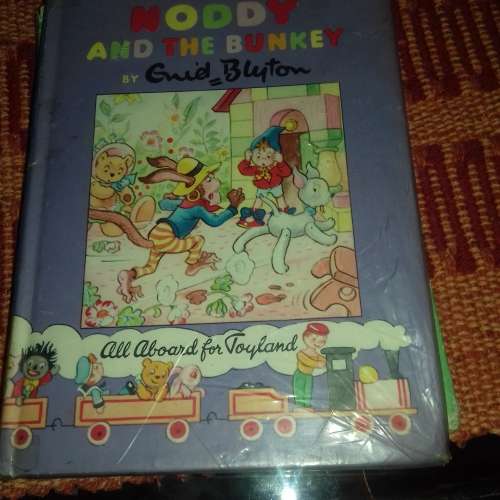 NODDY
AND THE BUNKEY
BY Enid Blyton
All Aboard for Toyland